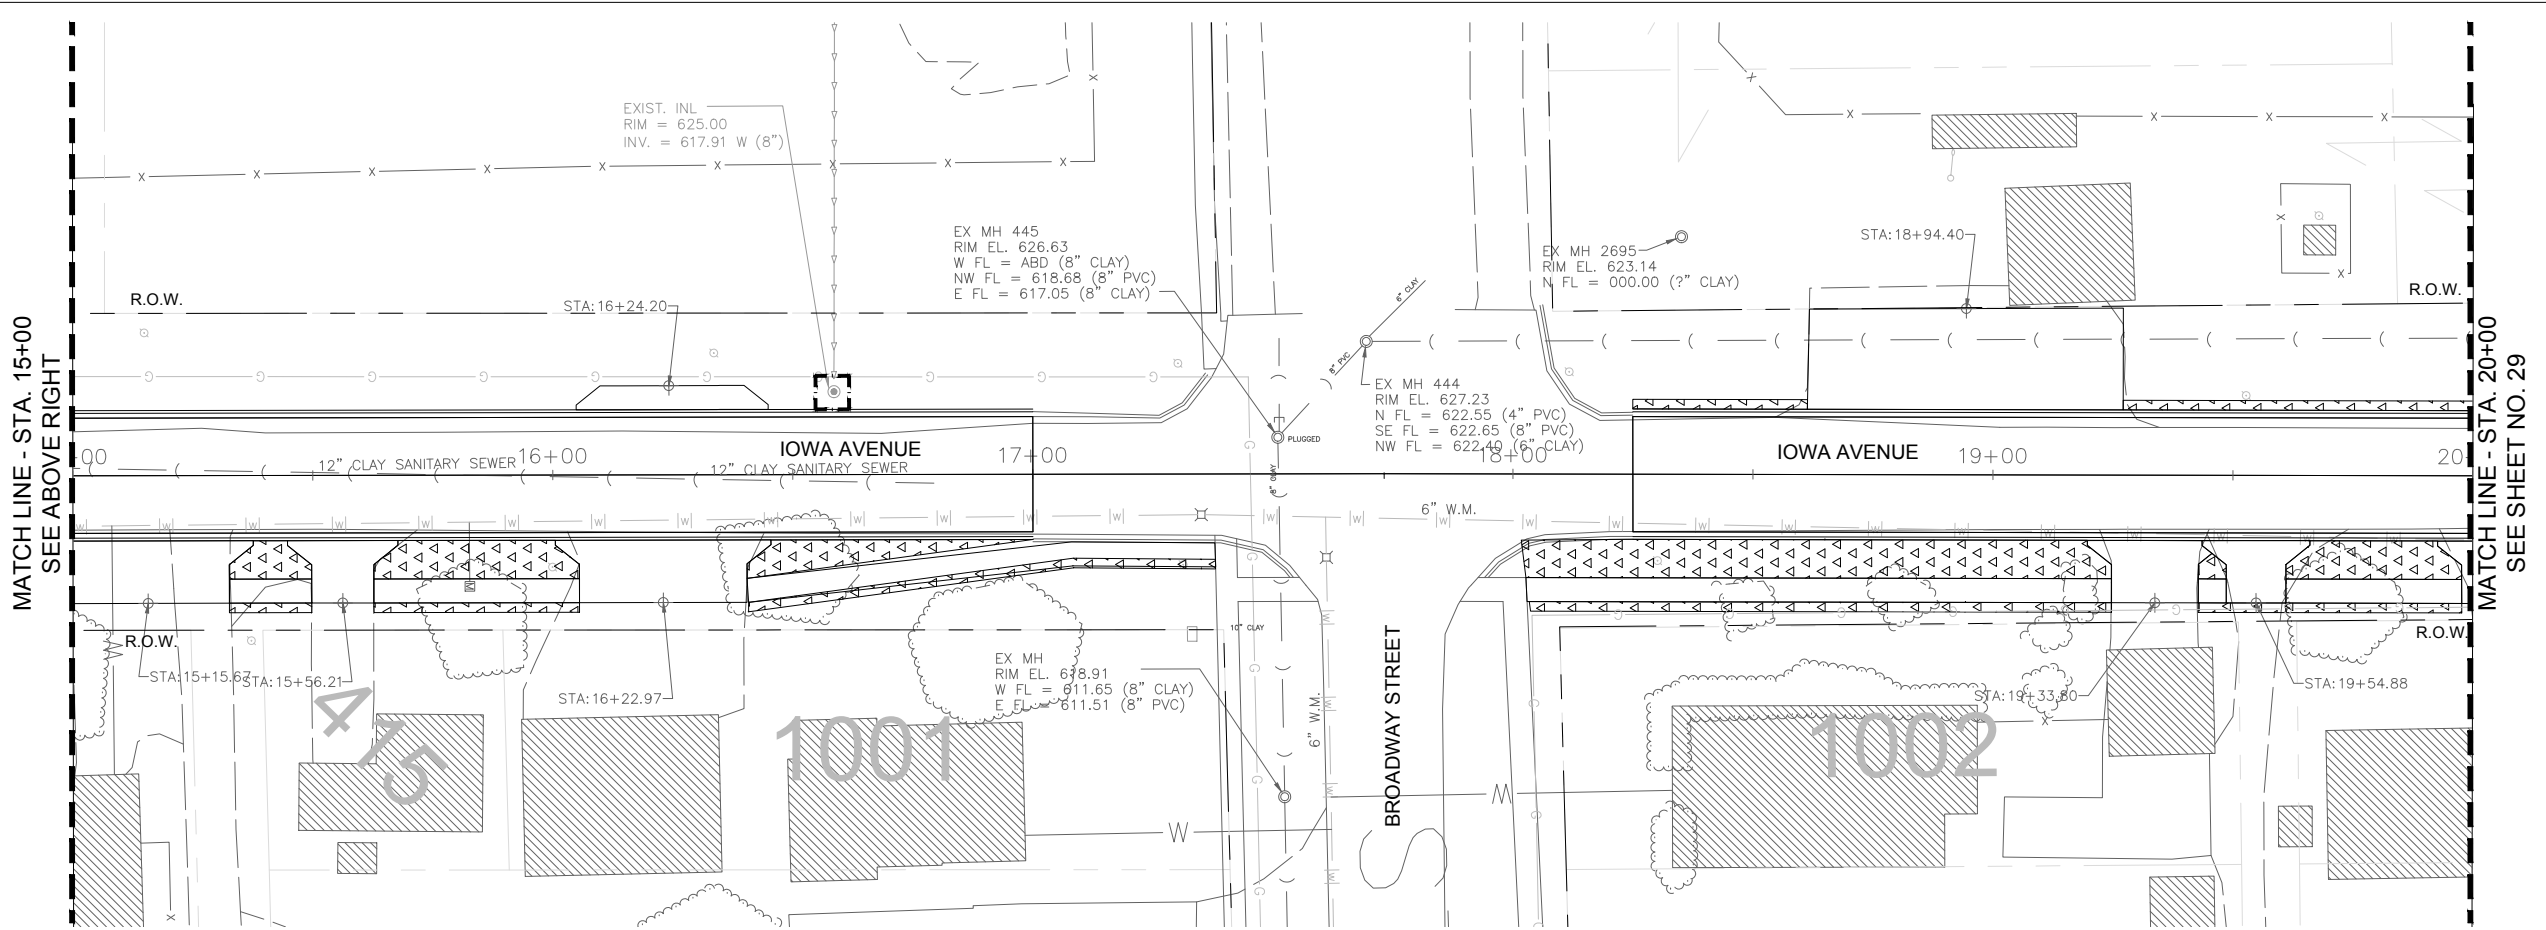 MATCH LINE - STA. 15+00
SEE ABOVE RIGHT
EXIST. INL
RIM = 625.00
INV. = 617.91 W (8")
R.O.W.
STA:16+24.20
EX MH 445
RIM EL. 626.63
W FL = ABD (8" CLAY)
NW FL = 618.68 (8" PVC)
E FL = 617.05 (8" CLAY)
6" CLAY
8" PVC
EX MH 2695
RIM EL. 623.14
N FL = 000.00 (?" CLAY)
STA:18+94.40
R.O.W.
EX MH 444
RIM EL. 627.23
N FL = 622.55 (4" PVC)
SE FL = 622.65 (8" PVC)
NW FL = 622.40 (6" CLAY)
PLUGGED
8" CLAY
00
12" CLAY SANITARY SEWER
16+00
IOWA AVENUE
12" CLAY SANITARY SEWER
17+00
18+00
IOWA AVENUE
19+00
20
6" W.M.
R.O.W.
STA:15+15.67
STA:15+56.21
STA:16+22.97
10" CLAY
EX MH
RIM EL. 618.91
W FL = 611.65 (8" CLAY)
E FL = 611.51 (8" PVC)
6" W.M.
BROADWAY STREET
R.O.W.
STA:19+33.80
STA:19+54.88
415
1001
1002
W
W
S
MATCH LINE - STA. 20+00
SEE SHEET NO. 29